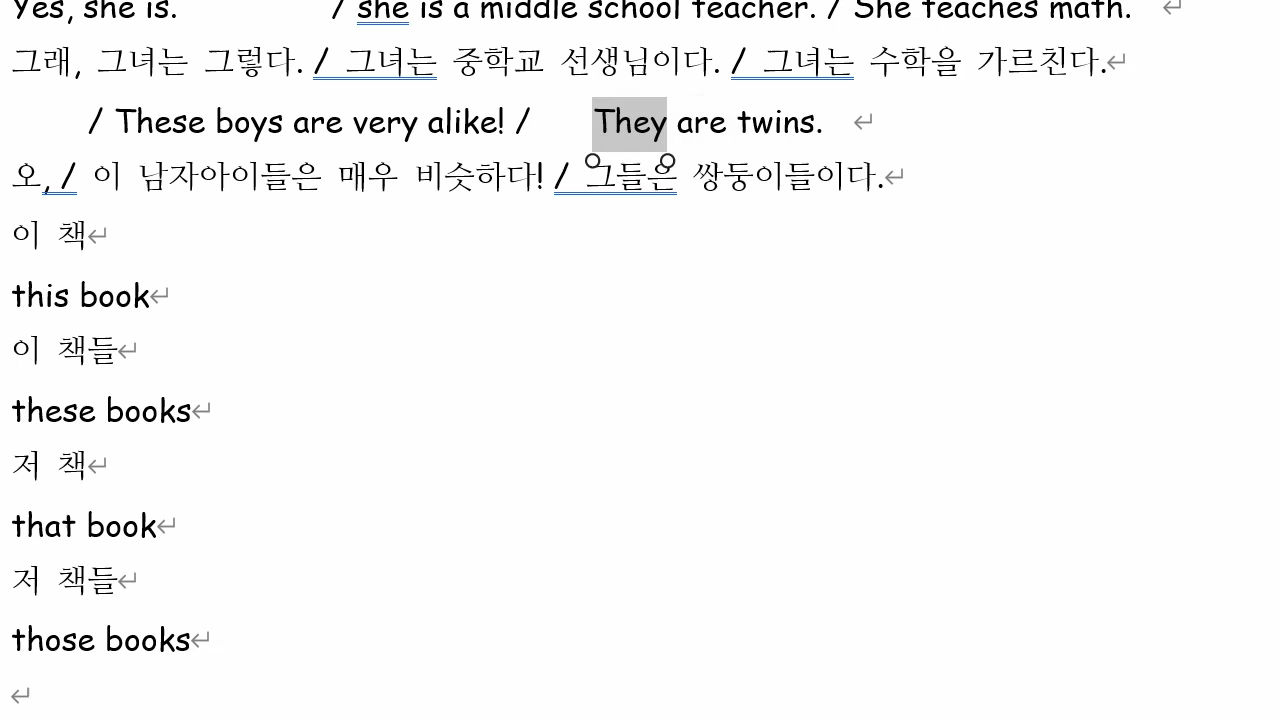 Yes, she is. / she is a middle school teacher. / She teaches math.
그래, 그녀는 그렇다. / 그녀는 중학교 선생님이다. / 그녀는 수학을 가르친다.
/ These boys are very alike! / They are twins.
오, / 이 남자아이들은 매우 비슷하다! / 그들은 쌍둥이들이다.
이 책
this book
이 책들
these books
저 책
that book
저 책들
those books